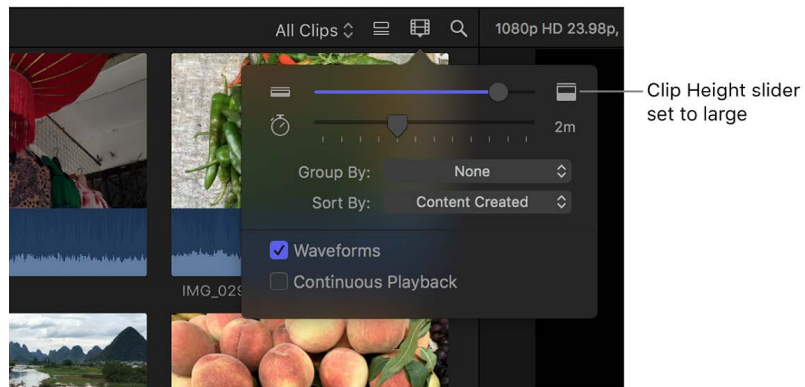 All Clips
1080p HD 23.98p,
Clip Height slider
set to large
2m
Group By: None
Sort By: Content Created
Waveforms
Continuous Playback
IMG_029